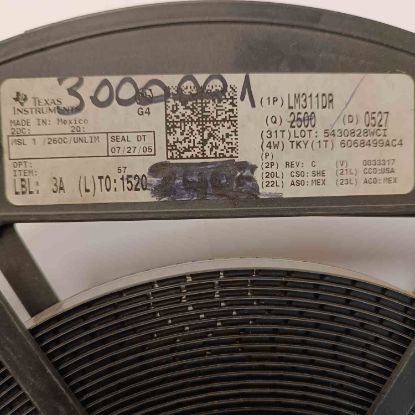 3000001
TEXAS
INSTRUMENTS
G4
MADE IN: Mexico
2DC: 2Q:
MSL 1 /260C/UNLIM
SEAL DT
07/27/05
OPT:
ITEM: 57
LBL: 3A (L)TO:1520
(1P) LM311DR
(Q) 2500 (D) 0527
(31T)LOT: 5430828WCI
(4W) TKY(1T) 6068499AC4
(P)
(2P) REV: C (V) 0033317
(20L) CSO:SHE (21L) CCO:USA
(22L) ASO:MEX (23L) ACO:MEX